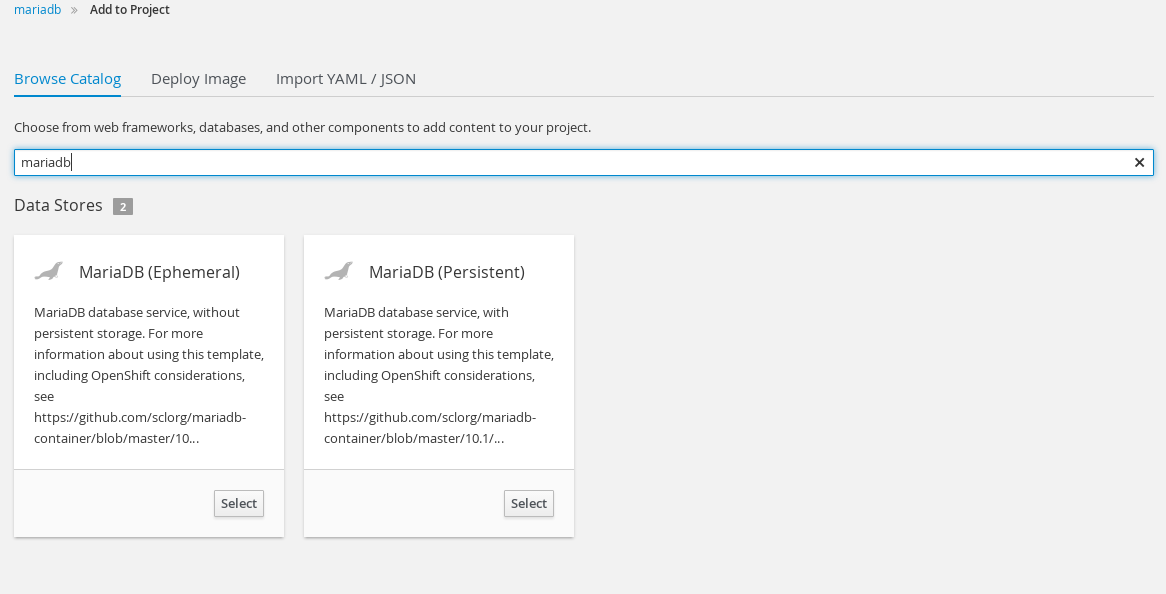 mariadb » Add to Project
Browse Catalog Deploy Image Import YAML / JSON
Choose from web frameworks, databases, and other components to add content to your project.
mariadb ×
Data Stores 2
MariaDB (Ephemeral)
MariaDB database service, without
persistent storage. For more
information about using this template,
including OpenShift considerations,
see
https://github.com/sclorg/mariadb-
container/blob/master/10...
Select
MariaDB (Persistent)
MariaDB database service, with
persistent storage. For more
information about using this template,
including OpenShift considerations,
see
https://github.com/sclorg/mariadb-
container/blob/master/10.1/...
Select